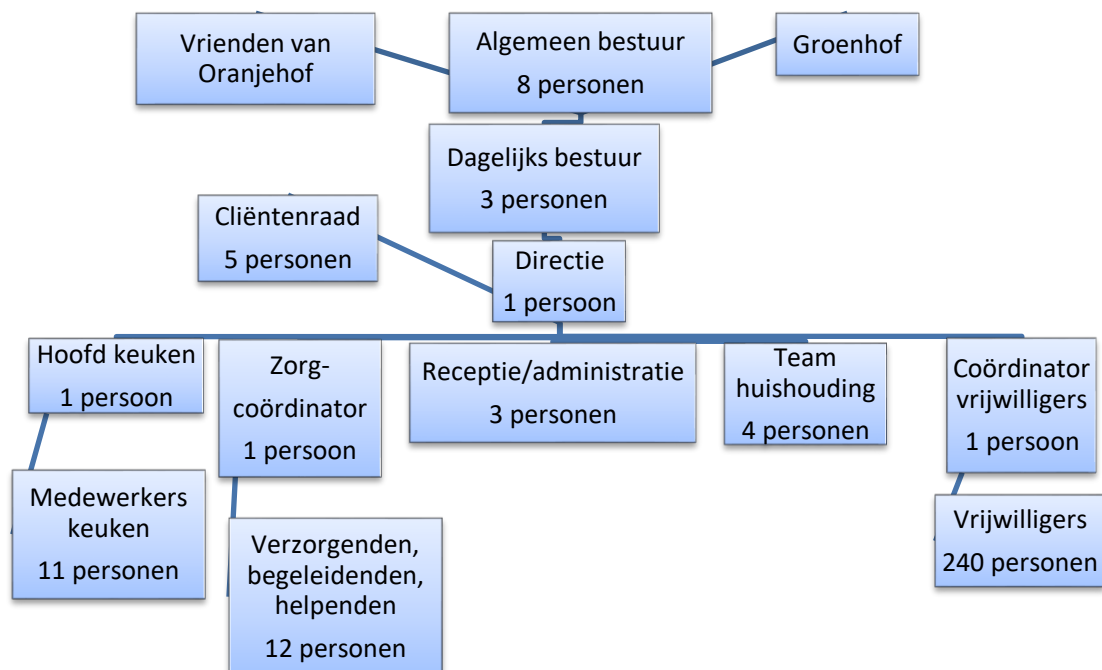 Vrienden van
Oranjehof
Algemeen bestuur
8 personen
Groenhof
Dagelijks bestuur
3 personen
Cliëntenraad
5 personen
Directie
1 persoon
Hoofd keuken
1 persoon
Zorg-
coördinator
1 persoon
Receptie/administratie
3 personen
Team
huishouding
4 personen
Coördinator
vrijwilligers
1 persoon
Medewerkers
keuken
11 personen
Verzorgenden,
begeleidenden,
helpenden
12 personen
Vrijwilligers
240 personen